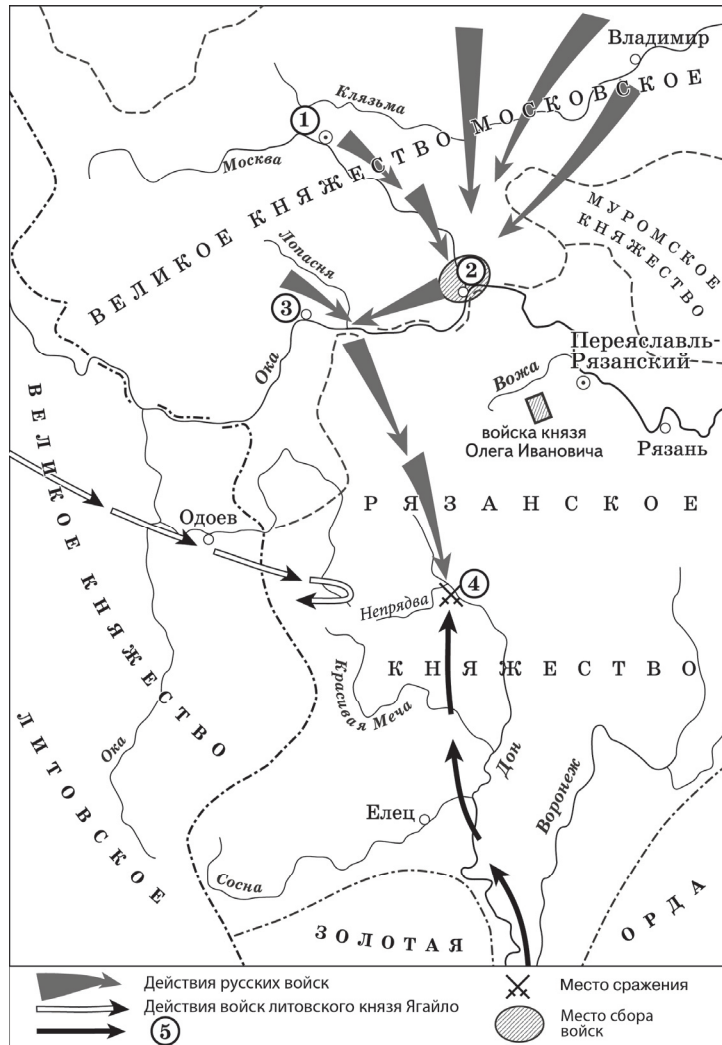 Владимир
Клязьма
1
Москва
ВЕЛИКОЕ КНЯЖЕСТВО МОСКОВСКОЕ
МУРОМСКОЕ
КНЯЖЕСТВО
Лопасня
2
3
Ока
Переяславль-
Рязанский
Вожа
войска князя
Олега Ивановича
Рязань
ВЕЛИКОЕ КНЯЖЕСТВО
ЛИТОВСКОЕ
Одоев
РЯЗАНСКОЕ
4
Непрядва
КНЯЖЕСТВО
Красивая Меча
Ока
Дон
Воронеж
Елец
Сосна
ЗОЛОТАЯ
ОРДА
Действия русских войск
Место сражения
Действия войск литовского князя Ягайло
5
Место сбора
войск